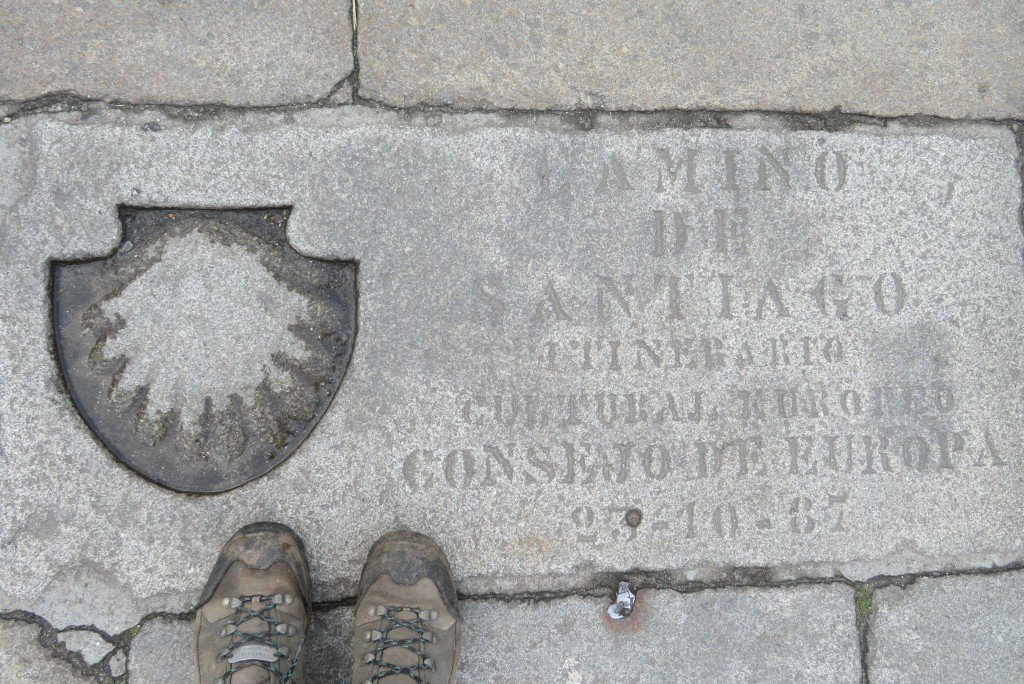 CAMINO
DE
SANTIAGO
ITINERARIO
CULTURAL EUROPEO
CONSEJO DE EUROPA
23-10-87